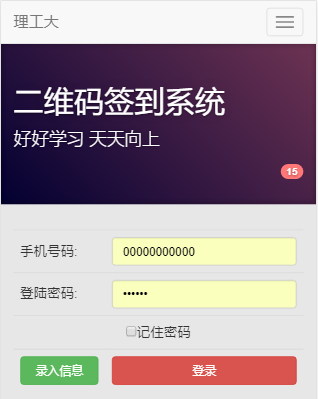 理工大
二维码签到系统
好好学习 天天向上
15
手机号码: 00000000000
登陆密码: ••••••
记住密码
录入信息 登录